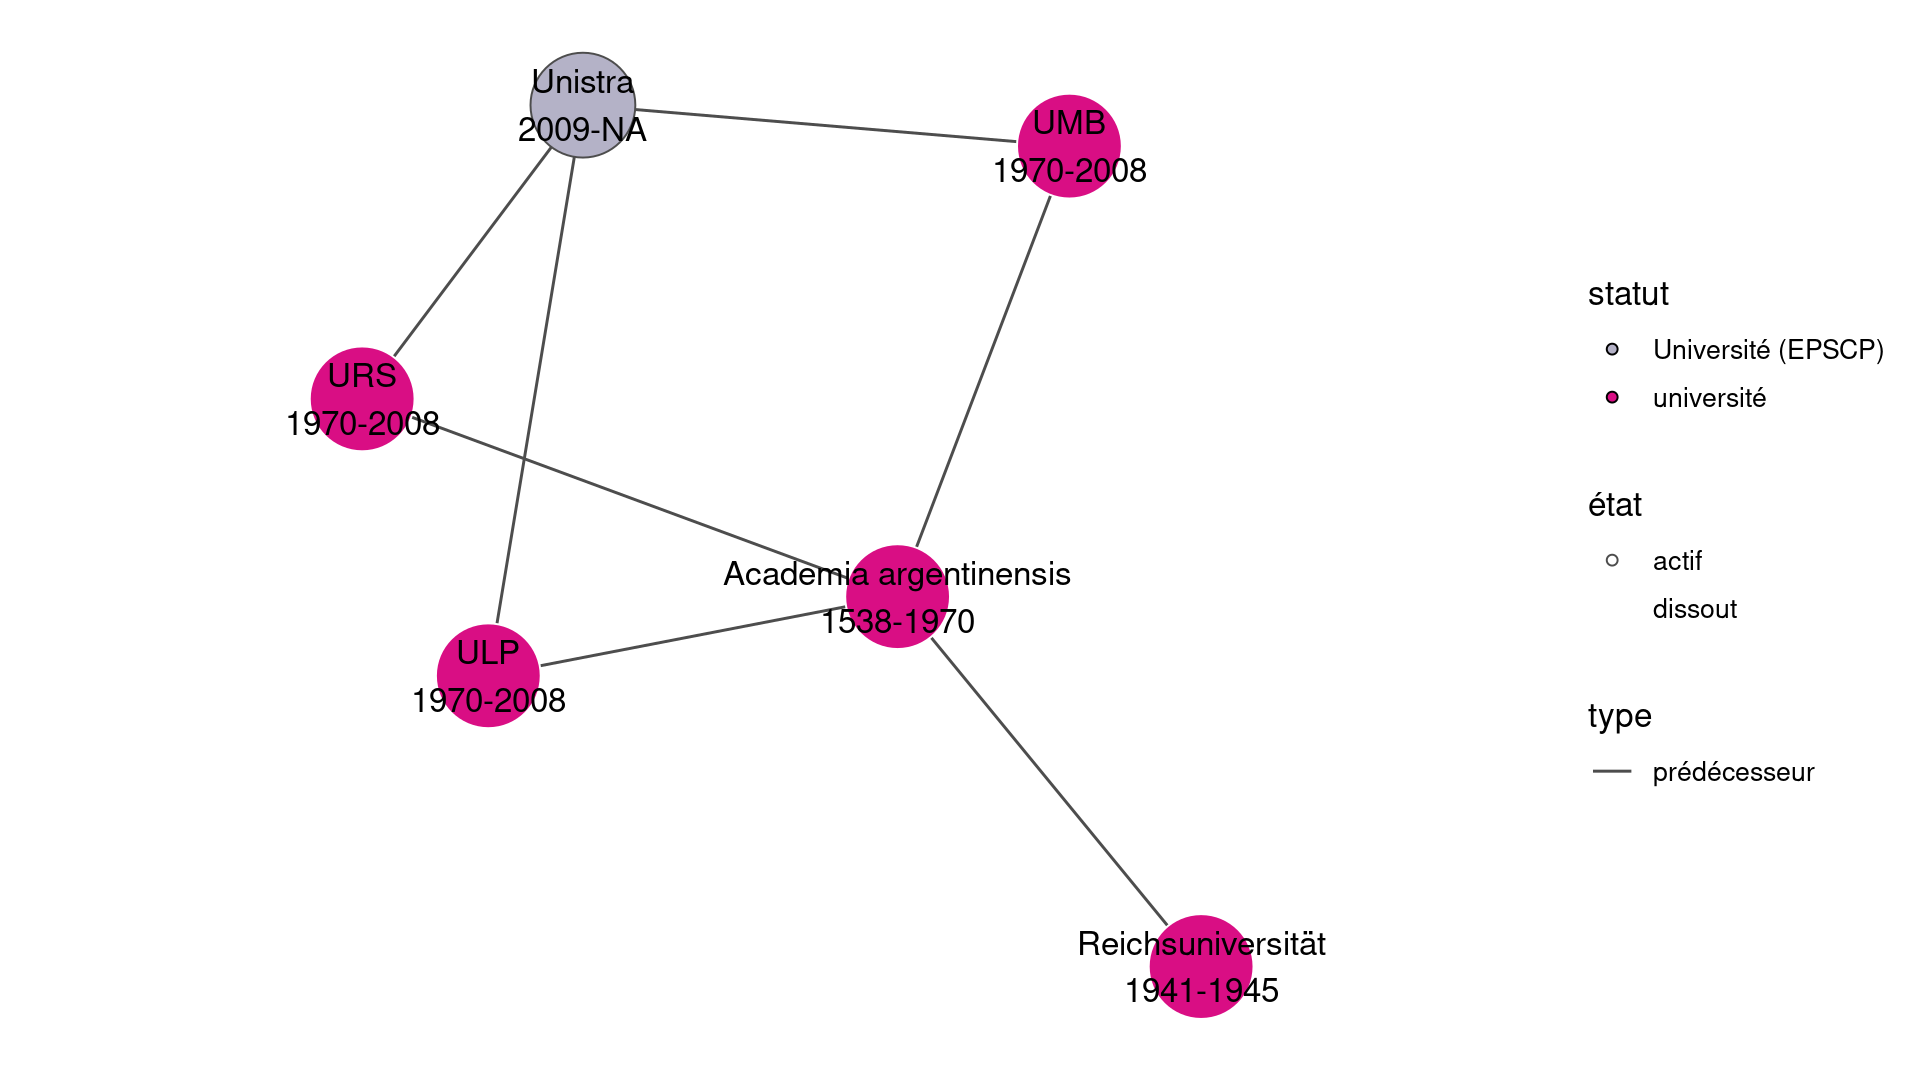 Unistra
2009-NA
UMB
1970-2008
URS
1970-2008
Academia argentinensis
1538-1970
ULP
1970-2008
Reichsuniversität
1941-1945
statut
Université (EPSCP)
université
état
actif
dissout
type
prédécesseur